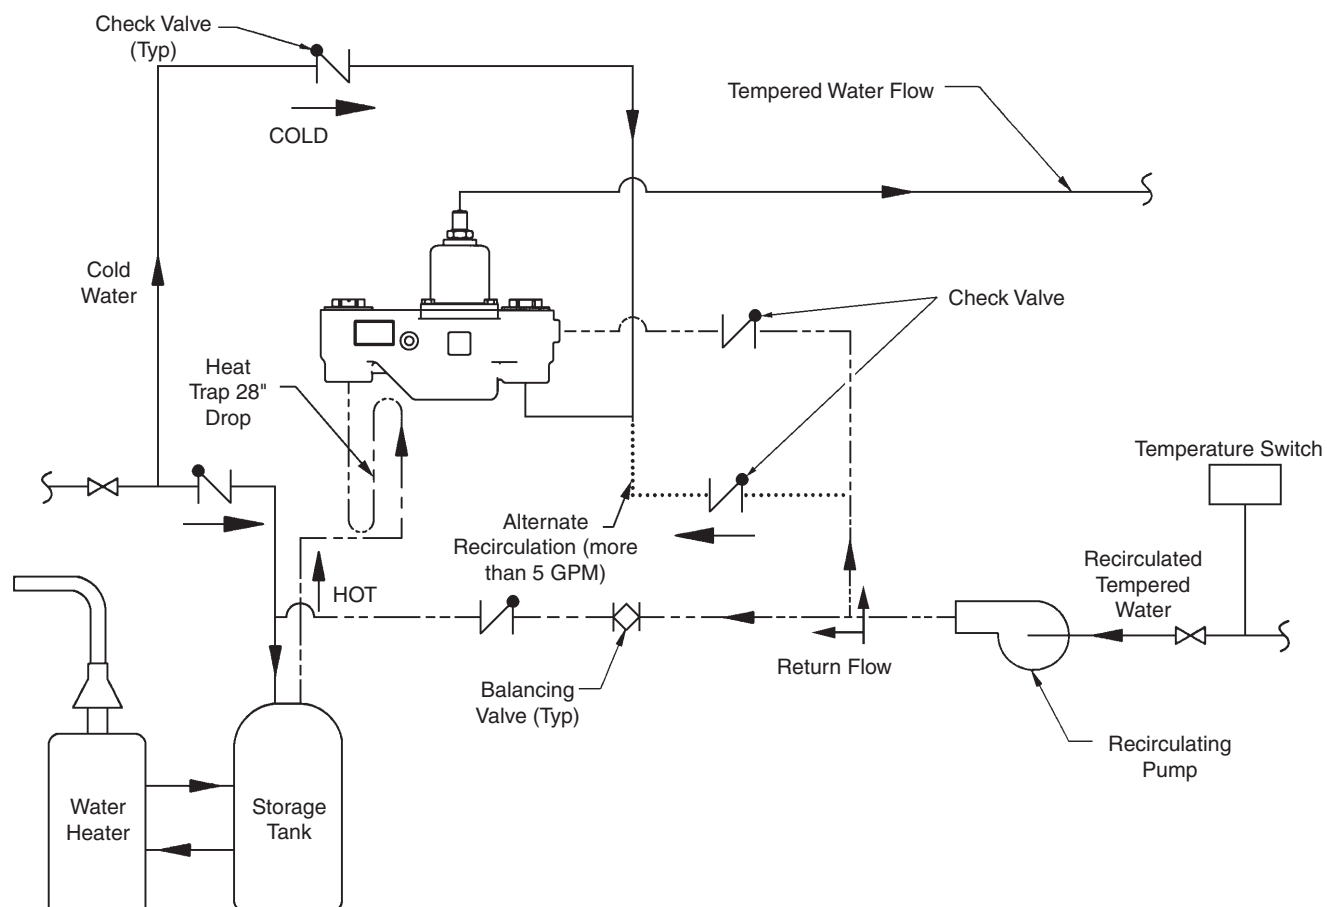 Check Valve
(Typ)
COLD
Tempered Water Flow
Cold
Water
Check Valve
Heat
Trap 28"
Drop
Temperature Switch
Alternate
Recirculation (more
than 5 GPM)
HOT
Recirculated
Tempered
Water
Return Flow
Balancing
Valve (Typ)
Recirculating
Pump
Water
Heater
Storage
Tank